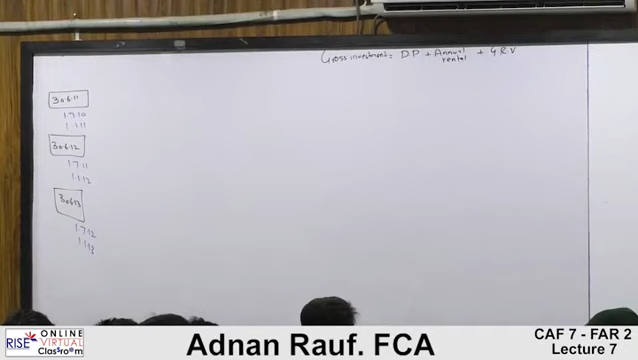 Gross investment = DP + Annual rental + G.R.V
30.6.11
1.7.10
1.1.11
30.6.12
1.7.11
1.1.12
30.6.13
1.7.12
1.1.13
RISE ONLINE VIRTUAL Classroom
Adnan Rauf. FCA
CAF 7 - FAR 2
Lecture 7